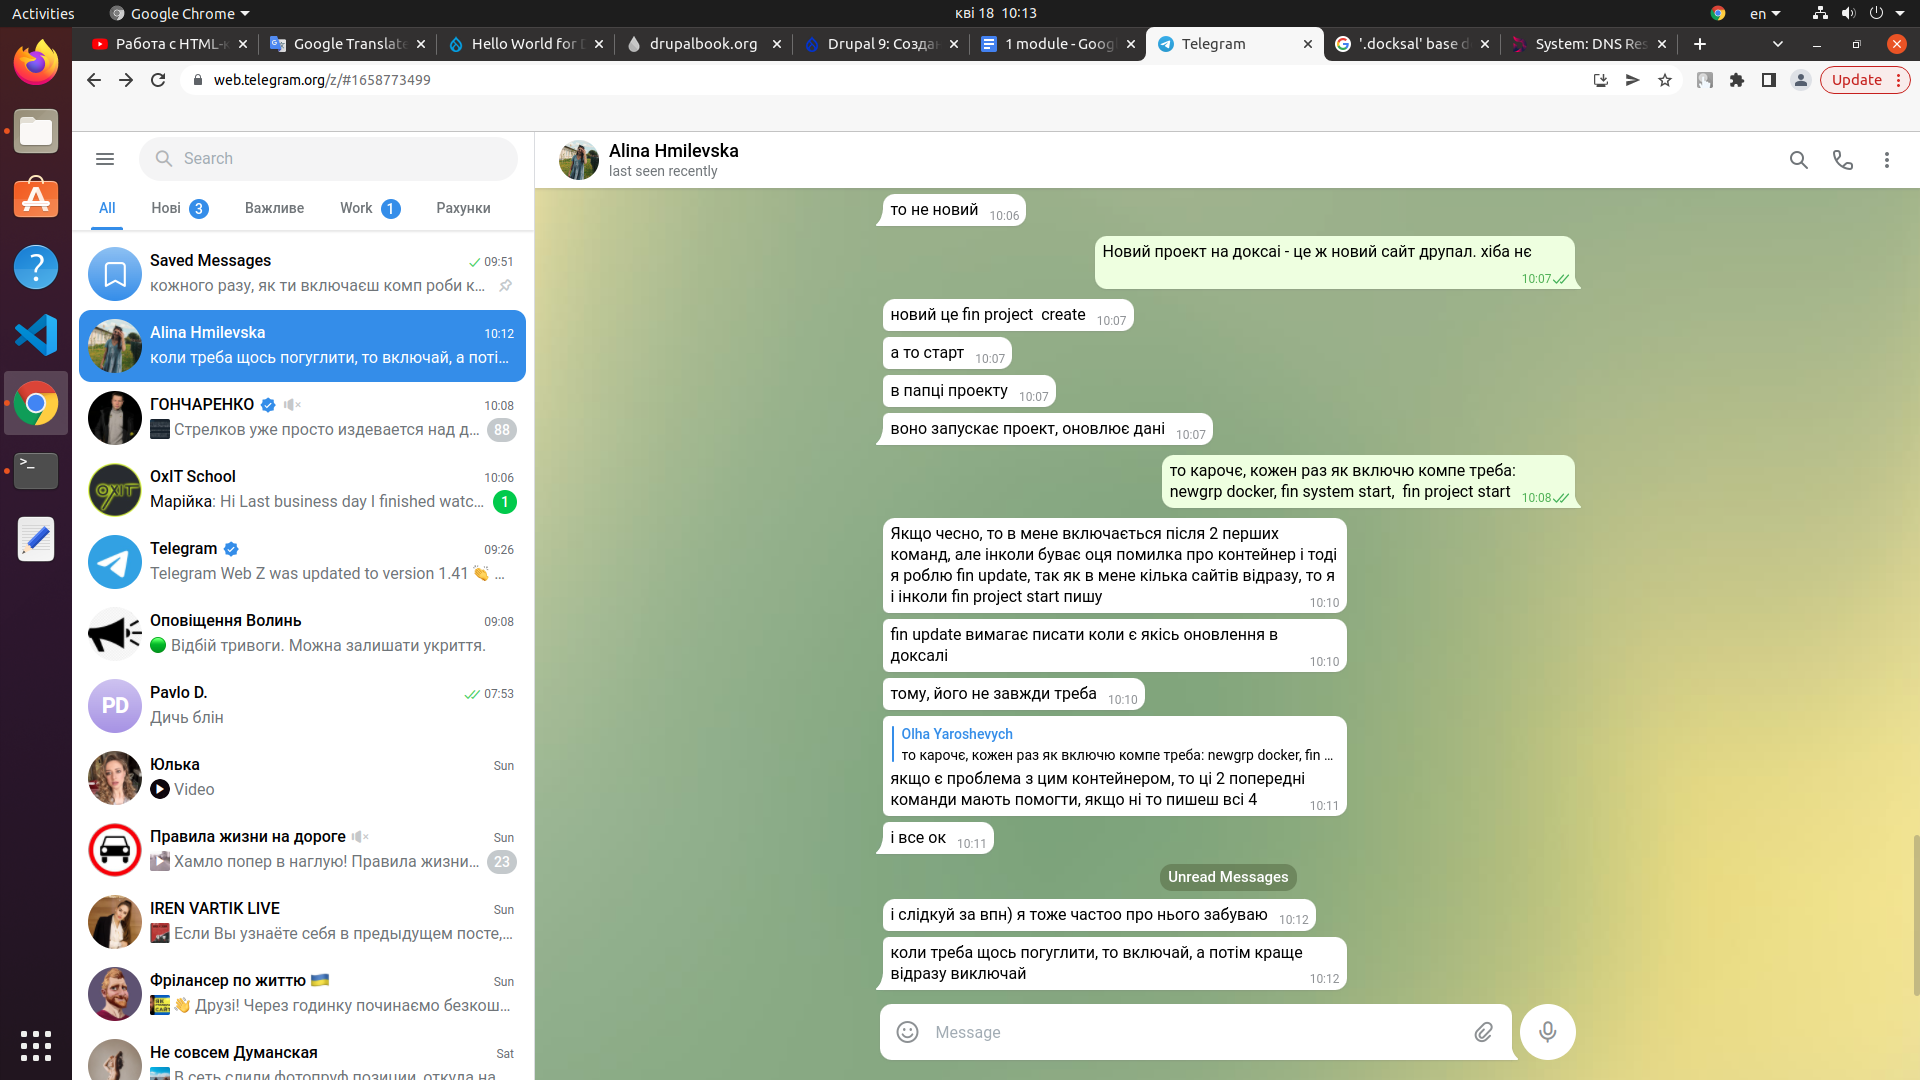 Activities
Google Chrome
кві 18 10:13
en
Работа с HTML-к
Google Translate
Hello World for D
drupalbook.org
Drupal 9: Создан
1 module - Googl
Telegram
'.docksal' base d
System: DNS Res
web.telegram.org/z/#1658773499
Update
Search
All
Нові 3
Важливе
Work 1
Рахунки
Saved Messages 09:51
кожного разу, як ти включаєш комп роби к...
Alina Hmilevska 10:12
коли треба щось погуглити, то включай, а поті...
ГОНЧАРЕНКО 10:08
Стрелков уже просто издевается над д... 88
OxIT School 10:06
OXIT
Марійка: Hi Last business day I finished watc... 1
Telegram 09:26
Telegram Web Z was updated to version 1.41 👏 ...
Оповіщення Волинь 09:08
🟢 Відбій тривоги. Можна залишати укриття.
PD
Pavlo D. 07:53
Дичь блін
Юлька Sun
Video
Правила жизни на дороге Sun
Хамло попер в наглую! Правила жизни... 23
IREN VARTIK LIVE Sun
Если Вы узнаёте себя в предыдущем посте,...
Фрілансер по життю 🇺🇦 Sun
👋 Друзі! Через годинку починаємо безкош...
Не совсем Думанская Sat
В сеть слили фотопруф позиции, откуда на...
Alina Hmilevska
last seen recently
то не новий 10:06
Новий проект на доксаі - це ж новий сайт друпал. хіба нє
10:07
новий це fin project create 10:07
а то старт 10:07
в папці проекту 10:07
воно запускає проект, оновлює дані 10:07
то карочє, кожен раз як включю компе треба:
newgrp docker, fin system start, fin project start 10:08
Якщо чесно, то в мене включається після 2 перших
команд, але інколи буває оця помилка про контейнер і тоді
я роблю fin update, так як в мене кілька сайтів відразу, то я
і інколи fin project start пишу 10:10
fin update вимагає писати коли є якісь оновлення в
доксалі 10:10
тому, його не завжди треба 10:10
Olha Yaroshevych
то карочє, кожен раз як включю компе треба: newgrp docker, fin ...
якщо є проблема з цим контейнером, то ці 2 попередні
команди мають помогти, якщо ні то пишеш всі 4 10:11
і все ок 10:11
Unread Messages
і слідкуй за впн) я тоже частоо про нього забуваю 10:12
коли треба щось погуглити, то включай, а потім краще
відразу виключай 10:12
Message